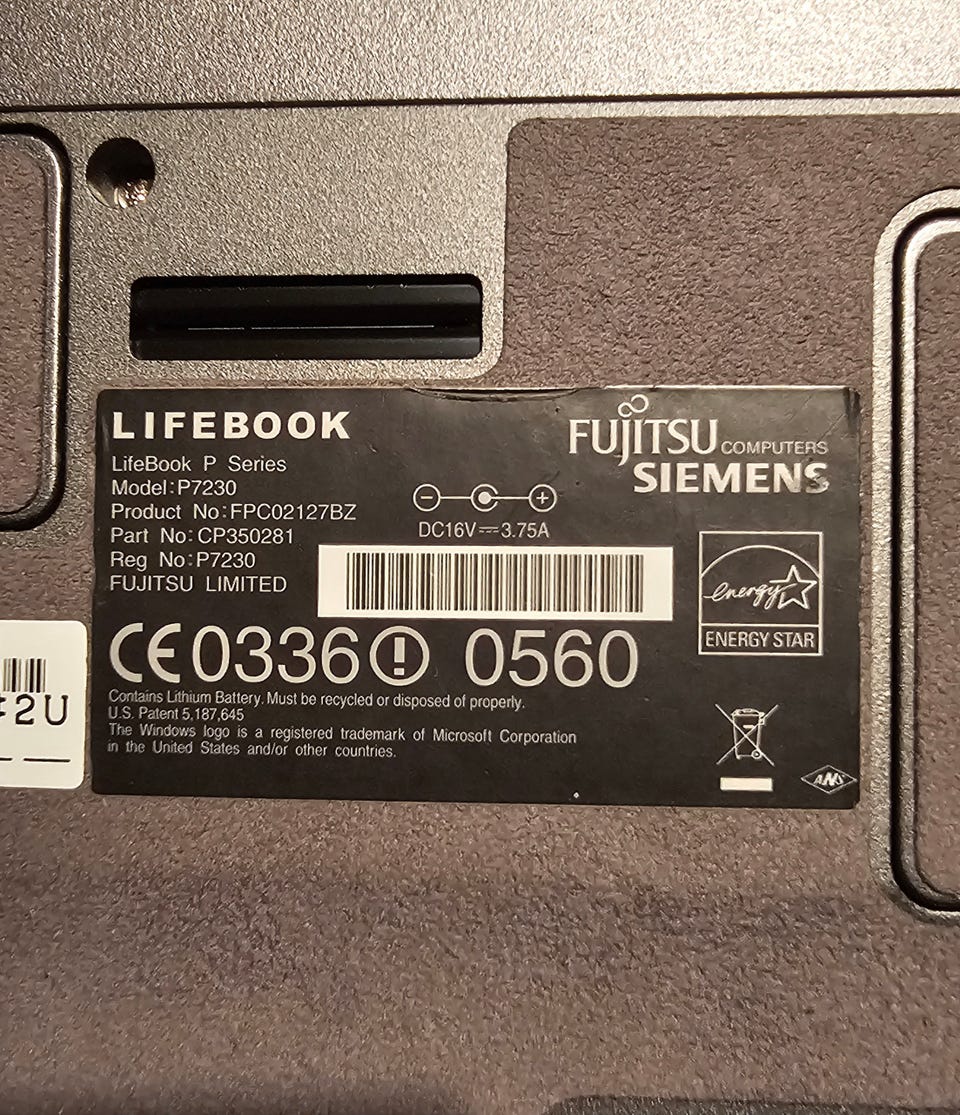 LIFEBOOK
LifeBook P Series
Model:P7230
Product No:FPC02127BZ
Part No:CP350281
Reg No:P7230
FUJITSU LIMITED
FUJITSU COMPUTERS
SIEMENS
DC16V⎓3.75A
energy
ENERGY STAR
CE0336 0560
Contains Lithium Battery. Must be recycled or disposed of properly.
U.S. Patent 5,187,645
The Windows logo is a registered trademark of Microsoft Corporation
in the United States and/or other countries.
2U